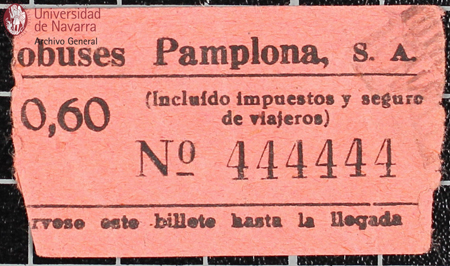 Universidad
de Navarra
Archivo General
obuses Pamplona, S. A.
0,60
(Incluído impuestos y seguro
de viajeros)
Nº 444444
rvese este billete hasta la llegada